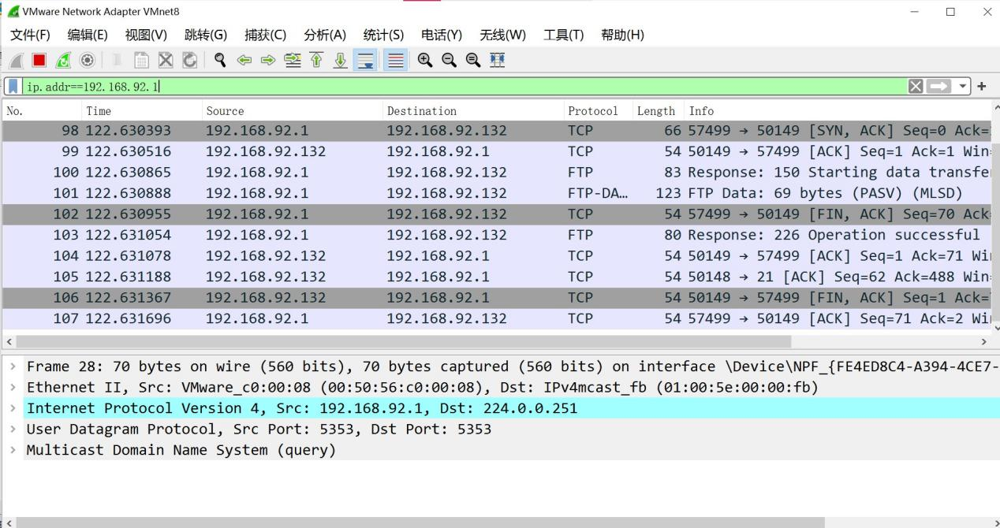 VMware Network Adapter VMnet8
文件(F) 编辑(E) 视图(V) 跳转(G) 捕获(C) 分析(A) 统计(S) 电话(Y) 无线(W) 工具(T) 帮助(H)
ip.addr==192.168.92.1
No. Time Source Destination Protocol Length Info
98 122.630393 192.168.92.1 192.168.92.132 TCP 66 57499 → 50149 [SYN, ACK] Seq=0 Ack=
99 122.630516 192.168.92.132 192.168.92.1 TCP 54 50149 → 57499 [ACK] Seq=1 Ack=1 Win=
100 122.630865 192.168.92.1 192.168.92.132 FTP 83 Response: 150 Starting data transfe
101 122.630888 192.168.92.1 192.168.92.132 FTP-DA… 123 FTP Data: 69 bytes (PASV) (MLSD)
102 122.630955 192.168.92.1 192.168.92.132 TCP 54 57499 → 50149 [FIN, ACK] Seq=70 Ack
103 122.631054 192.168.92.1 192.168.92.132 FTP 80 Response: 226 Operation successful
104 122.631078 192.168.92.132 192.168.92.1 TCP 54 50149 → 57499 [ACK] Seq=1 Ack=71 Wi
105 122.631188 192.168.92.132 192.168.92.1 TCP 54 50148 → 21 [ACK] Seq=62 Ack=488 Win=
106 122.631367 192.168.92.132 192.168.92.1 TCP 54 50149 → 57499 [FIN, ACK] Seq=1 Ack=
107 122.631696 192.168.92.1 192.168.92.132 TCP 54 57499 → 50149 [ACK] Seq=71 Ack=2 Wi
Frame 28: 70 bytes on wire (560 bits), 70 bytes captured (560 bits) on interface \Device\NPF_{FE4ED8C4-A394-4CE7-
Ethernet II, Src: VMware_c0:00:08 (00:50:56:c0:00:08), Dst: IPv4mcast_fb (01:00:5e:00:00:fb)
Internet Protocol Version 4, Src: 192.168.92.1, Dst: 224.0.0.251
User Datagram Protocol, Src Port: 5353, Dst Port: 5353
Multicast Domain Name System (query)